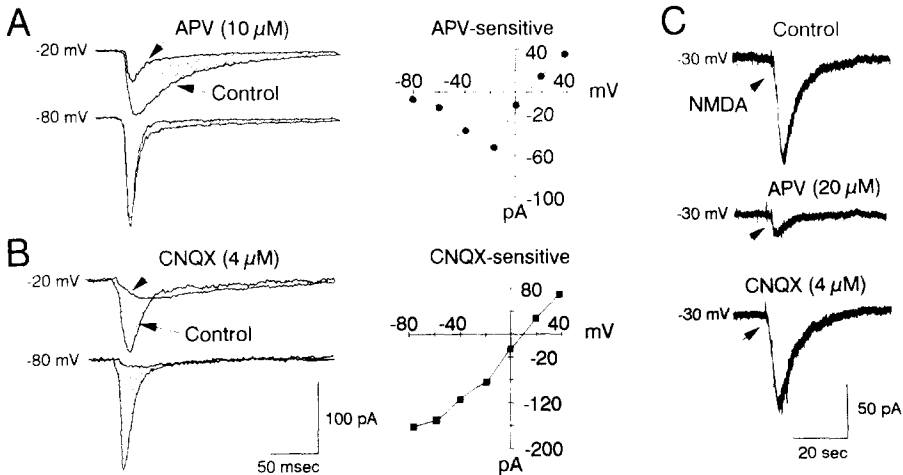 A
APV (10 µM)
-20 mV
Control
-80 mV
APV-sensitive
40
-80
-40
40
mV
-20
-60
-100
pA
B
CNQX (4 µM)
-20 mV
Control
-80 mV
100 pA
50 msec
CNQX-sensitive
80
-80
-40
40
mV
-20
-120
-200
pA
C
Control
-30 mV
NMDA
APV (20 µM)
-30 mV
CNQX (4 µM)
-30 mV
50 pA
20 sec